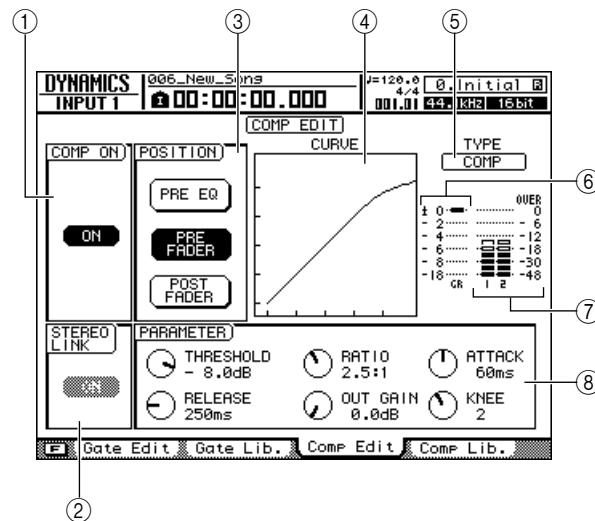 ① ③ ④ ⑤
DYNAMICS 006_New_Song ♩=120.0 0.Initial R
4/4
INPUT 1 00:00:00.000 001.01 44.1kHz 16bit
COMP EDIT
COMP ON POSITION CURVE TYPE
COMP
⑥
PRE EQ
ON
PRE
FADER
POST
FADER
OVER
± 0 0
- 2 - 6
- 4 -12
- 6 -18
- 8 -30
-18 -48
GR 1 2
⑦
STEREO
LINK
ON
PARAMETER
THRESHOLD RATIO ATTACK
- 8.0dB 2.5:1 60ms
⑧
RELEASE OUT GAIN KNEE
250ms 0.0dB 2
F Gate Edit Gate Lib. Comp Edit Comp Lib.
②